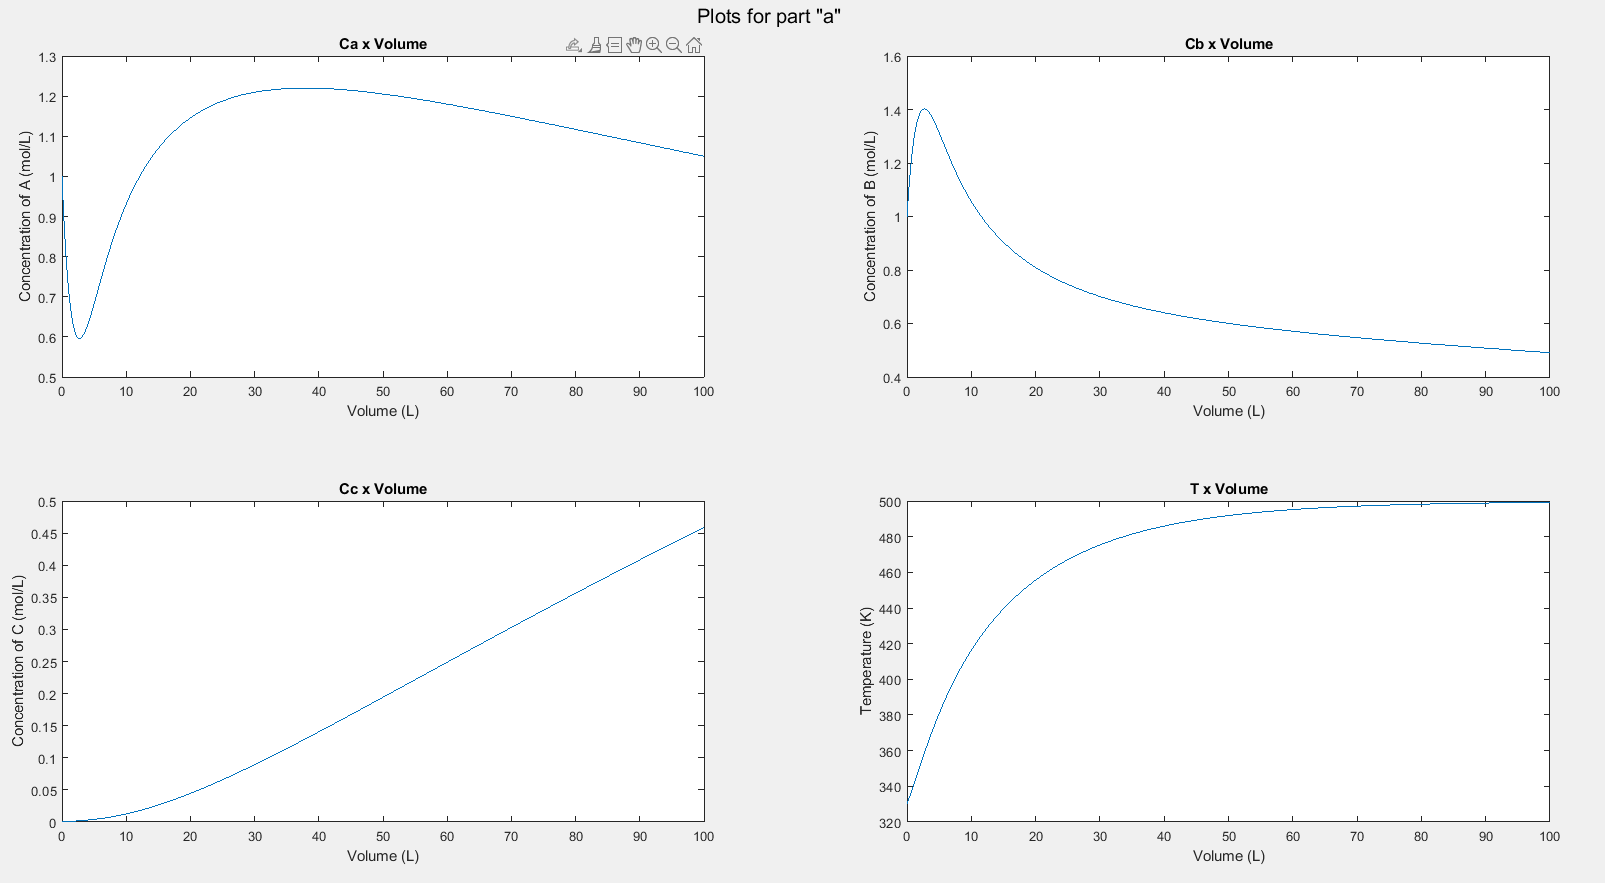 Plots for part "a"
Ca x Volume
Concentration of A (mol/L)
1.3
1.2
1.1
1
0.9
0.8
0.7
0.6
0.5
0 10 20 30 40 50 60 70 80 90 100
Volume (L)
Cb x Volume
Concentration of B (mol/L)
1.6
1.4
1.2
1
0.8
0.6
0.4
0 10 20 30 40 50 60 70 80 90 100
Volume (L)
Cc x Volume
Concentration of C (mol/L)
0.5
0.45
0.4
0.35
0.3
0.25
0.2
0.15
0.1
0.05
0
0 10 20 30 40 50 60 70 80 90 100
Volume (L)
T x Volume
Temperature (K)
500
480
460
440
420
400
380
360
340
320
0 10 20 30 40 50 60 70 80 90 100
Volume (L)